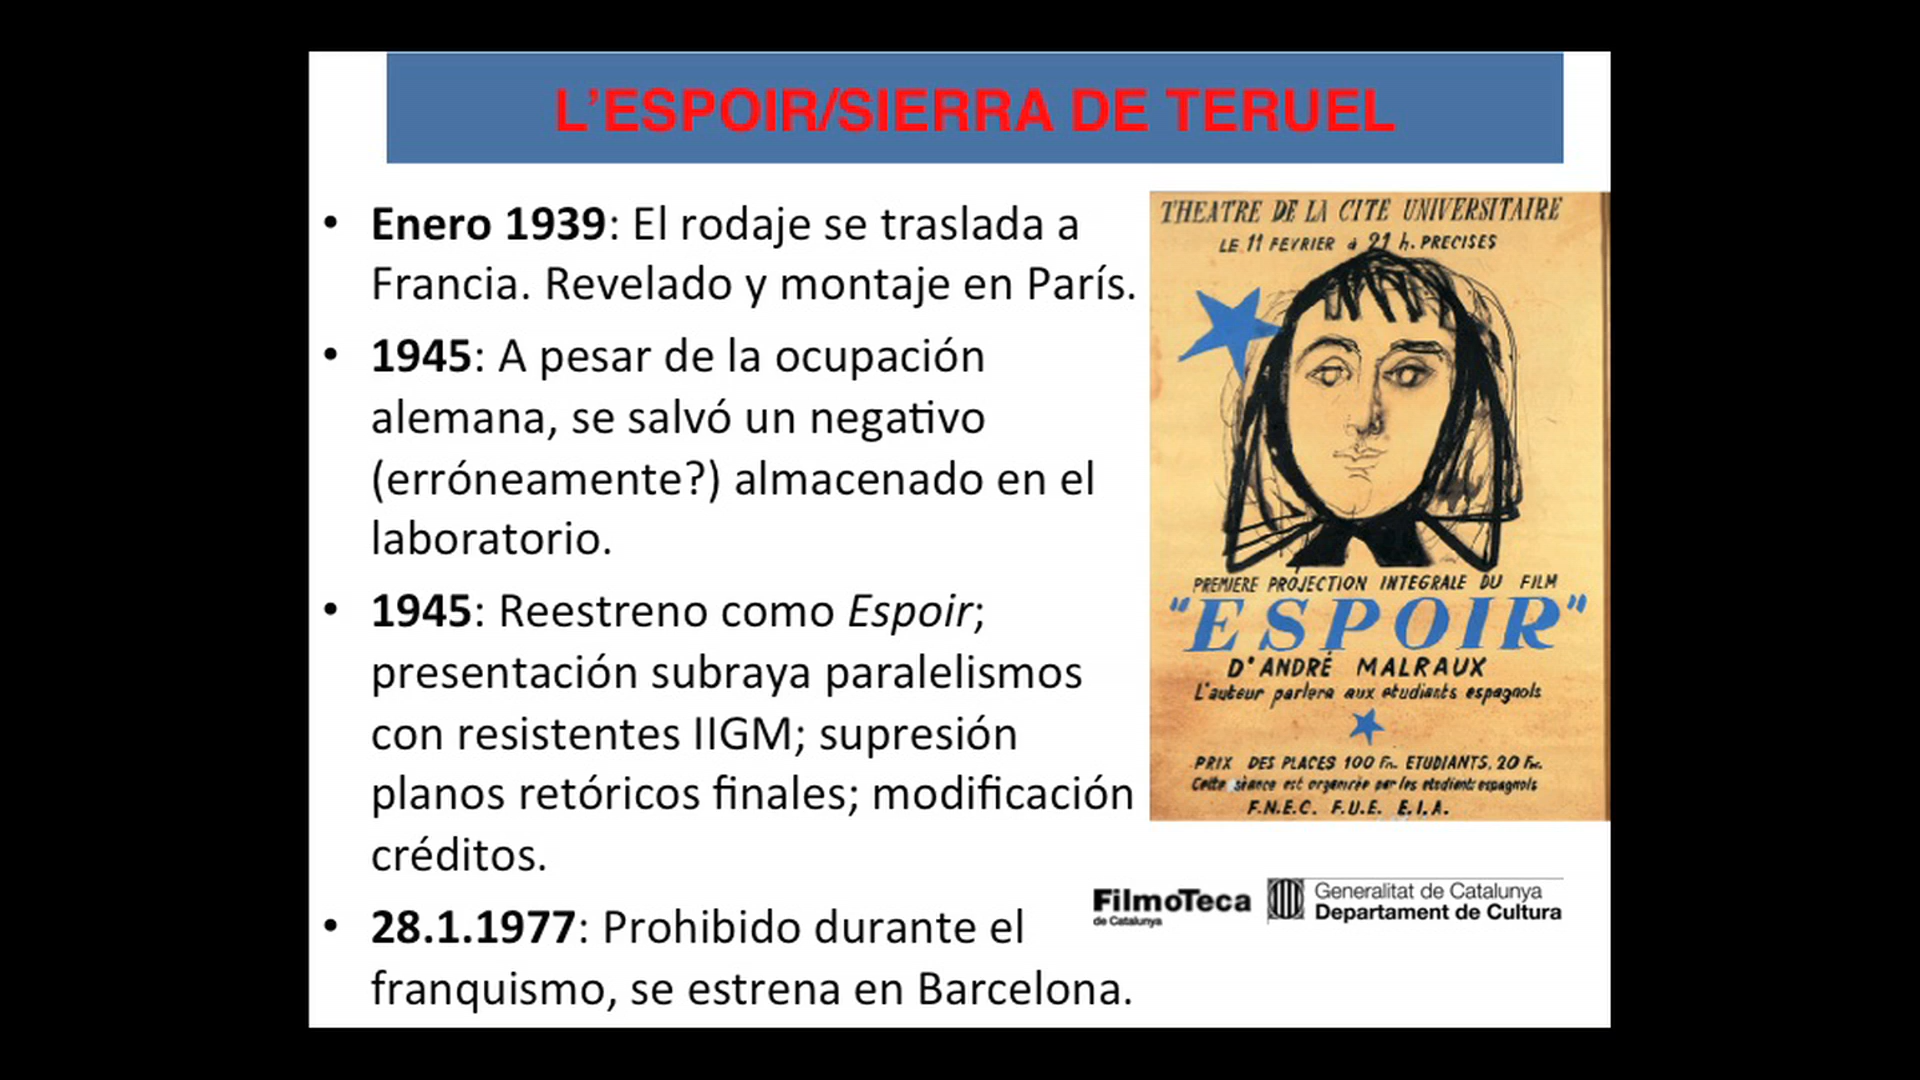 L'ESPOIR/SIERRA DE TERUEL
• Enero 1939: El rodaje se traslada a
Francia. Revelado y montaje en París.
• 1945: A pesar de la ocupación
alemana, se salvó un negativo
(erróneamente?) almacenado en el
laboratorio.
• 1945: Reestreno como Espoir;
presentación subraya paralelismos
con resistentes IIGM; supresión
planos retóricos finales; modificación
créditos.
• 28.1.1977: Prohibido durante el
franquismo, se estrena en Barcelona.
THEATRE DE LA CITE UNIVERSITAIRE
LE 11 FEVRIER à 21 h. PRECISES
PREMIERE PROJECTION INTEGRALE DU FILM
"ESPOIR"
D'ANDRÉ MALRAUX
L'auteur parlera aux etudiants espagnols
PRIX DES PLACES 100 Fr. ETUDIANTS, 20 Fr.
Cette séance est organisée par les etudiants espagnols
F.N.E.C. F.U.E. E.I.A.
FilmoTeca
de Catalunya
Generalitat de Catalunya
Departament de Cultura